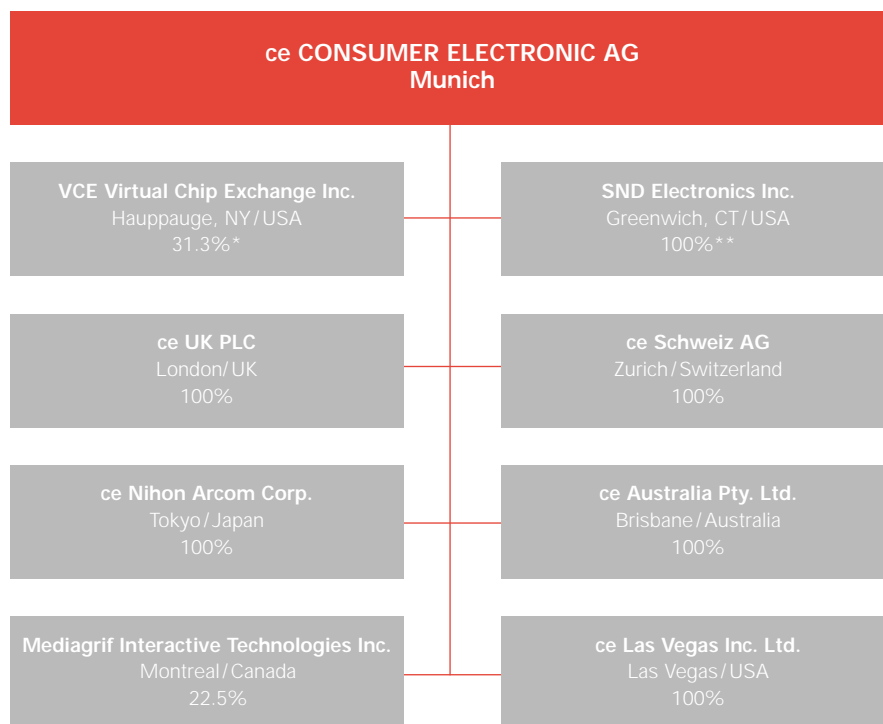 ce CONSUMER ELECTRONIC AG
Munich
VCE Virtual Chip Exchange Inc.
Hauppauge, NY/USA
31.3%*
SND Electronics Inc.
Greenwich, CT/USA
100%**
ce UK PLC
London/UK
100%
ce Schweiz AG
Zurich/Switzerland
100%
ce Nihon Arcom Corp.
Tokyo/Japan
100%
ce Australia Pty. Ltd.
Brisbane/Australia
100%
Mediagrif Interactive Technologies Inc.
Montreal/Canada
22.5%
ce Las Vegas Inc. Ltd.
Las Vegas/USA
100%